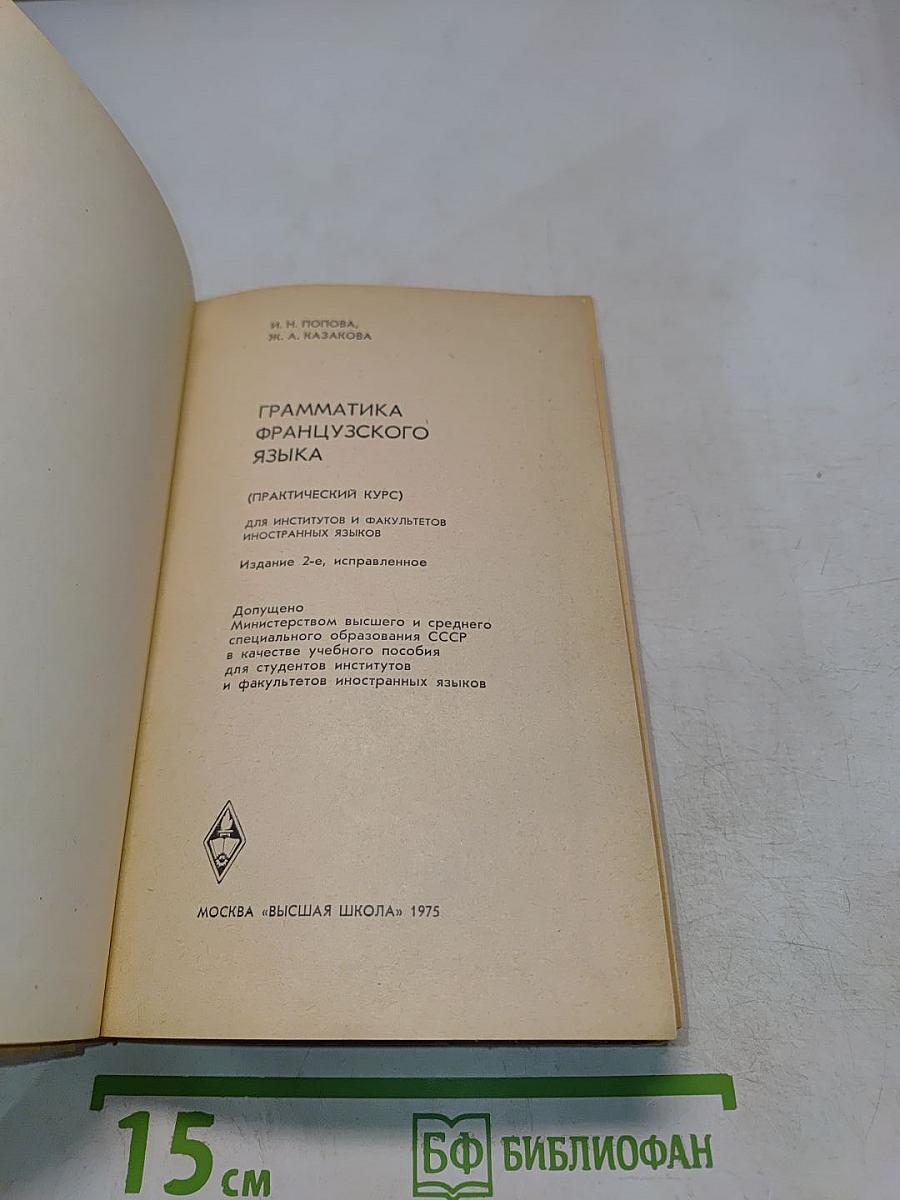 И. Н. ПОПОВА,
Ж. А. КАЗАКОВА
ГРАММАТИКА
ФРАНЦУЗСКОГО
ЯЗЫКА
(ПРАКТИЧЕСКИЙ КУРС)
ДЛЯ ИНСТИТУТОВ И ФАКУЛЬТЕТОВ
ИНОСТРАННЫХ ЯЗЫКОВ
Издание 2-е, исправленное
Допущено
Министерством высшего и среднего
специального образования СССР
в качестве учебного пособия
для студентов институтов
и факультетов иностранных языков
МОСКВА «ВЫСШАЯ ШКОЛА» 1975
15 см
БФ БИБЛИОФАН